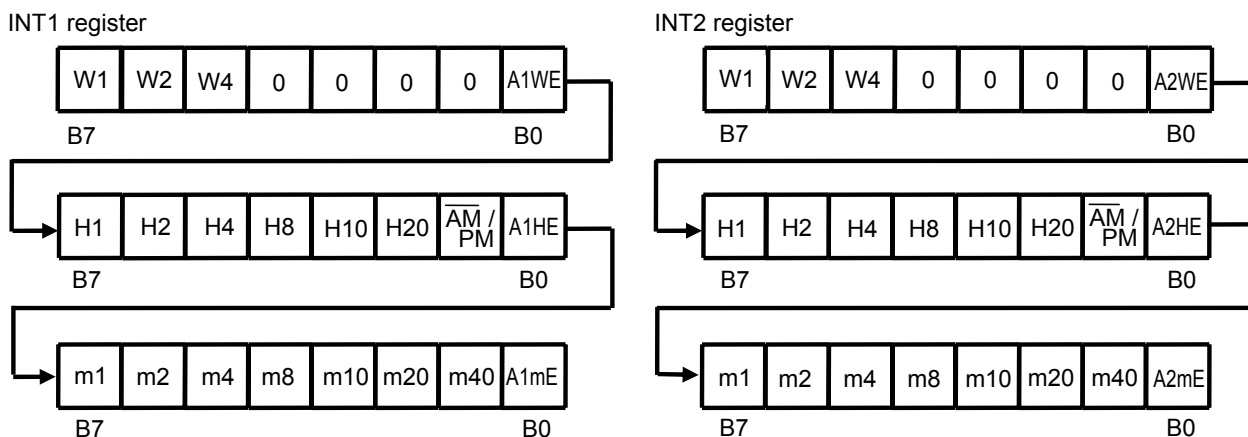 INT1 register
W1 W2 W4 0 0 0 0 A1WE
B7 B0
H1 H2 H4 H8 H10 H20 AM / PM A1HE
B7 B0
m1 m2 m4 m8 m10 m20 m40 A1mE
B7 B0
INT2 register
W1 W2 W4 0 0 0 0 A2WE
B7 B0
H1 H2 H4 H8 H10 H20 AM / PM A2HE
B7 B0
m1 m2 m4 m8 m10 m20 m40 A2mE
B7 B0